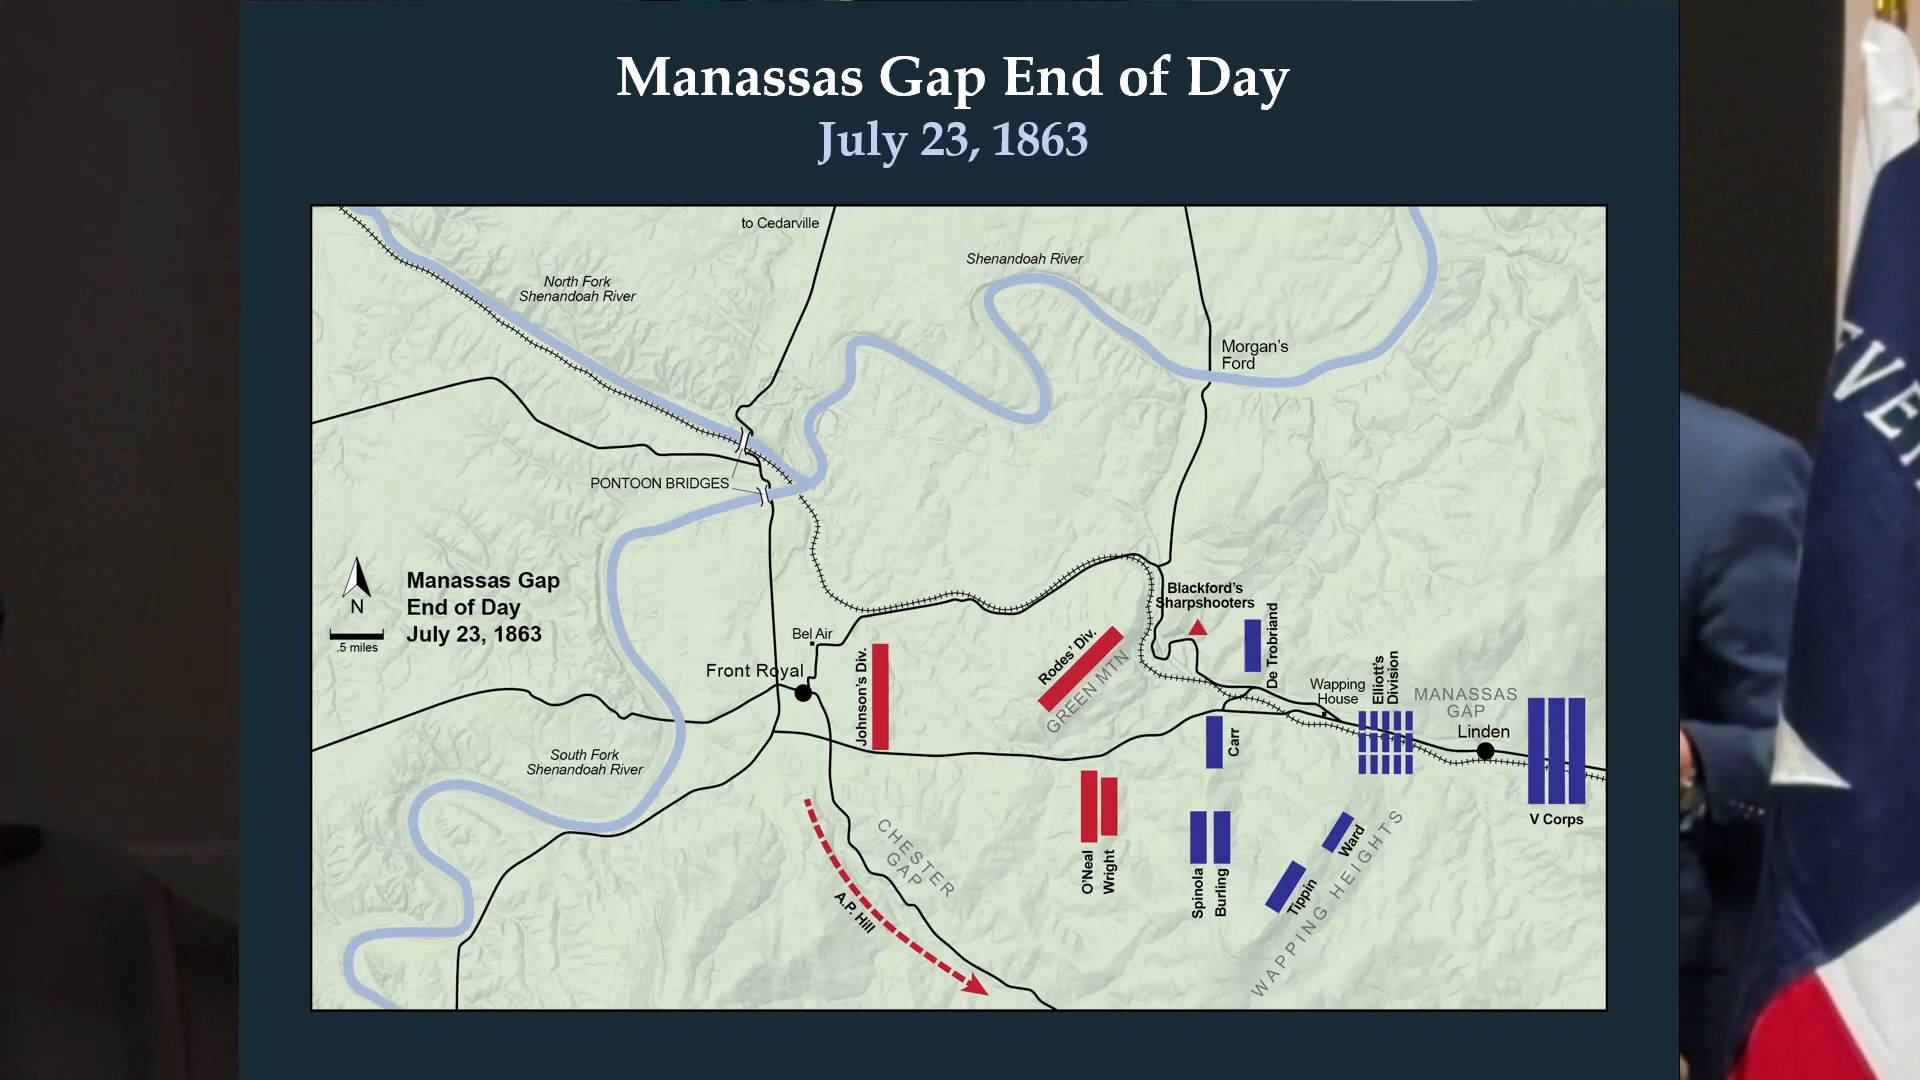 Manassas Gap End of Day
July 23, 1863
to Cedarville
Shenandoah River
North Fork
Shenandoah River
Morgan's
Ford
PONTOON BRIDGES
N
.5 miles
Manassas Gap
End of Day
July 23, 1863
Blackford's
Sharpshooters
De Trobriand
Bel Air
Front Royal
Johnson's Div.
Rodes' Div.
GREEN MTN
Wapping
House
Elliott's
Division
MANASSAS
GAP
Linden
V Corps
Carr
South Fork
Shenandoah River
CHESTER
GAP
A.P. Hill
O'Neal
Wright
Spinola
Burling
Tippin
Ward
WAPPING HEIGHTS